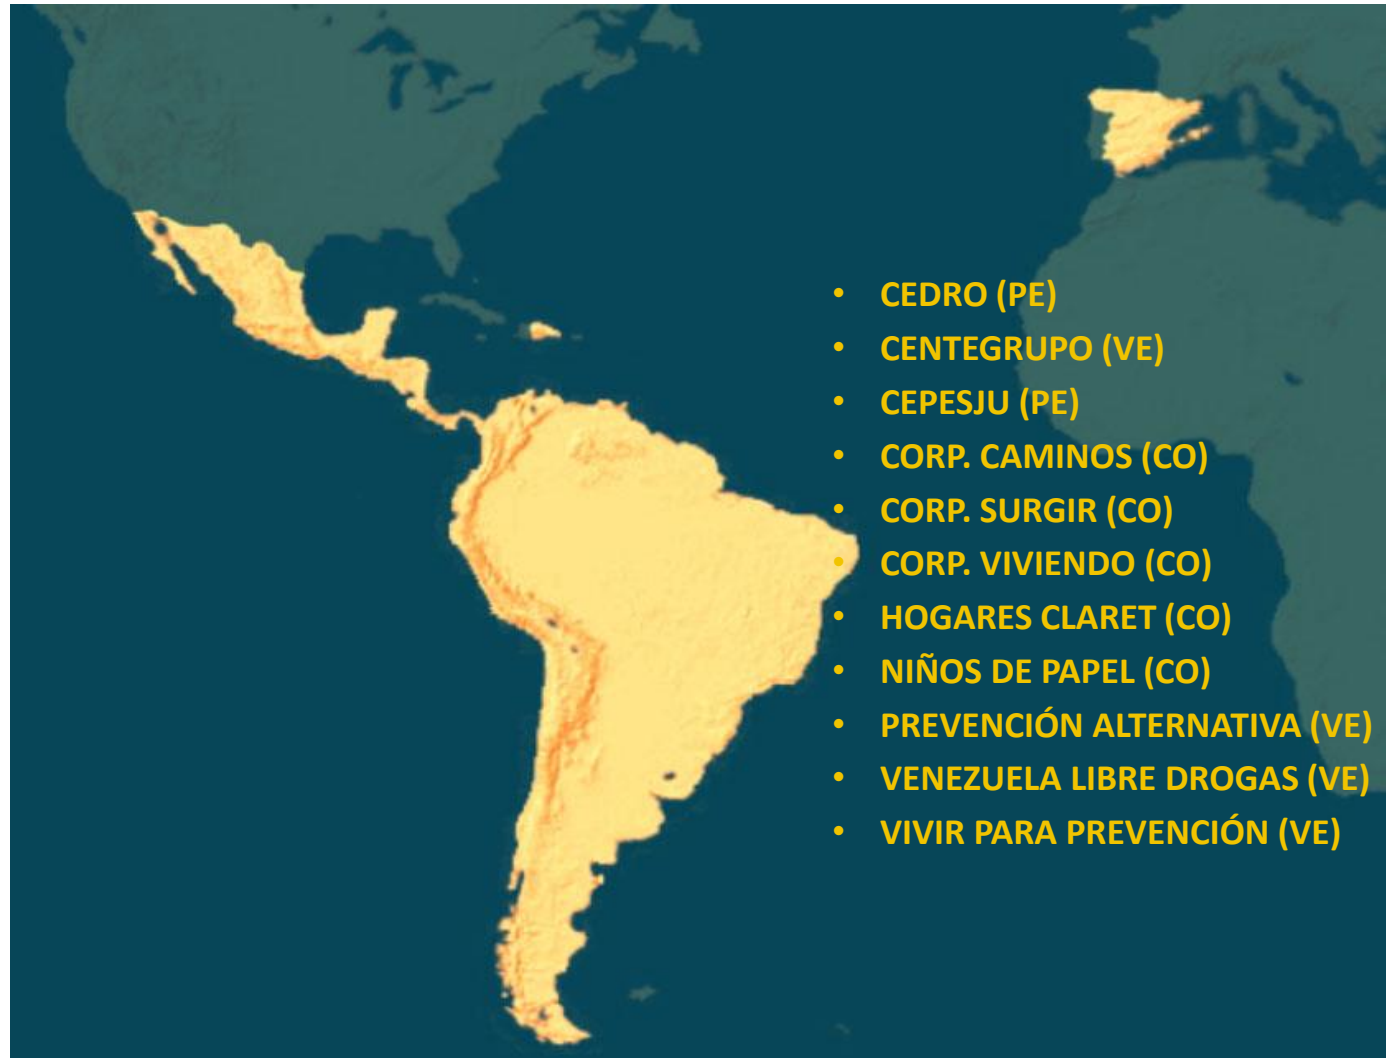 • CEDRO (PE)
• CENTEGRUPO (VE)
• CEPESJU (PE)
• CORP. CAMINOS (CO)
• CORP. SURGIR (CO)
• CORP. VIVIENDO (CO)
• HOGARES CLARET (CO)
• NIÑOS DE PAPEL (CO)
• PREVENCIÓN ALTERNATIVA (VE)
• VENEZUELA LIBRE DROGAS (VE)
• VIVIR PARA PREVENCIÓN (VE)